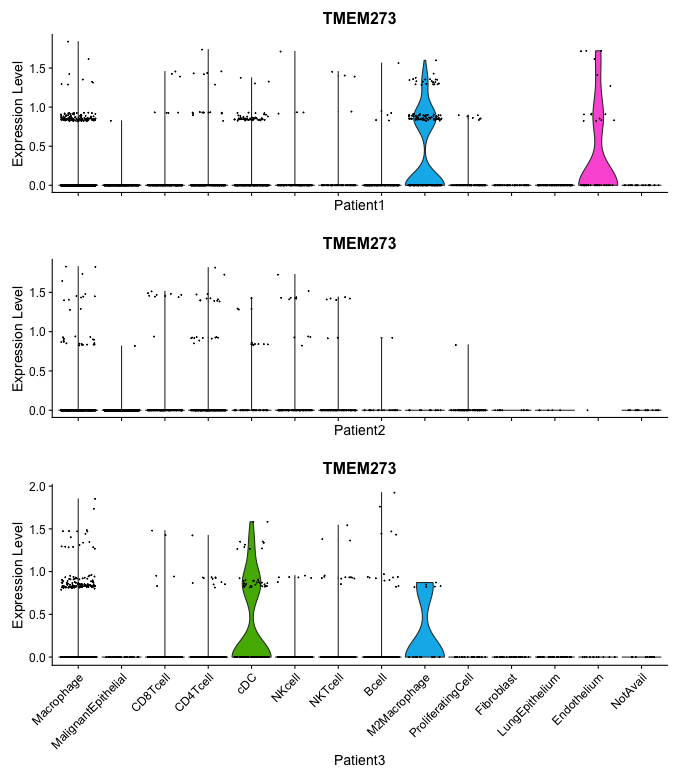 TMEM273
Expression Level
1.5
1.0
0.5
0.0
Patient1
TMEM273
Expression Level
1.5
1.0
0.5
0.0
Patient2
TMEM273
Expression Level
2.0
1.5
1.0
0.5
0.0
Macrophage
MalignantEpithelial
CD8Tcell
CD4Tcell
cDC
NKcell
NKTcell
Bcell
M2Macrophage
ProliferatingCell
Fibroblast
LungEpithelium
Endothelium
NotAvail
Patient3